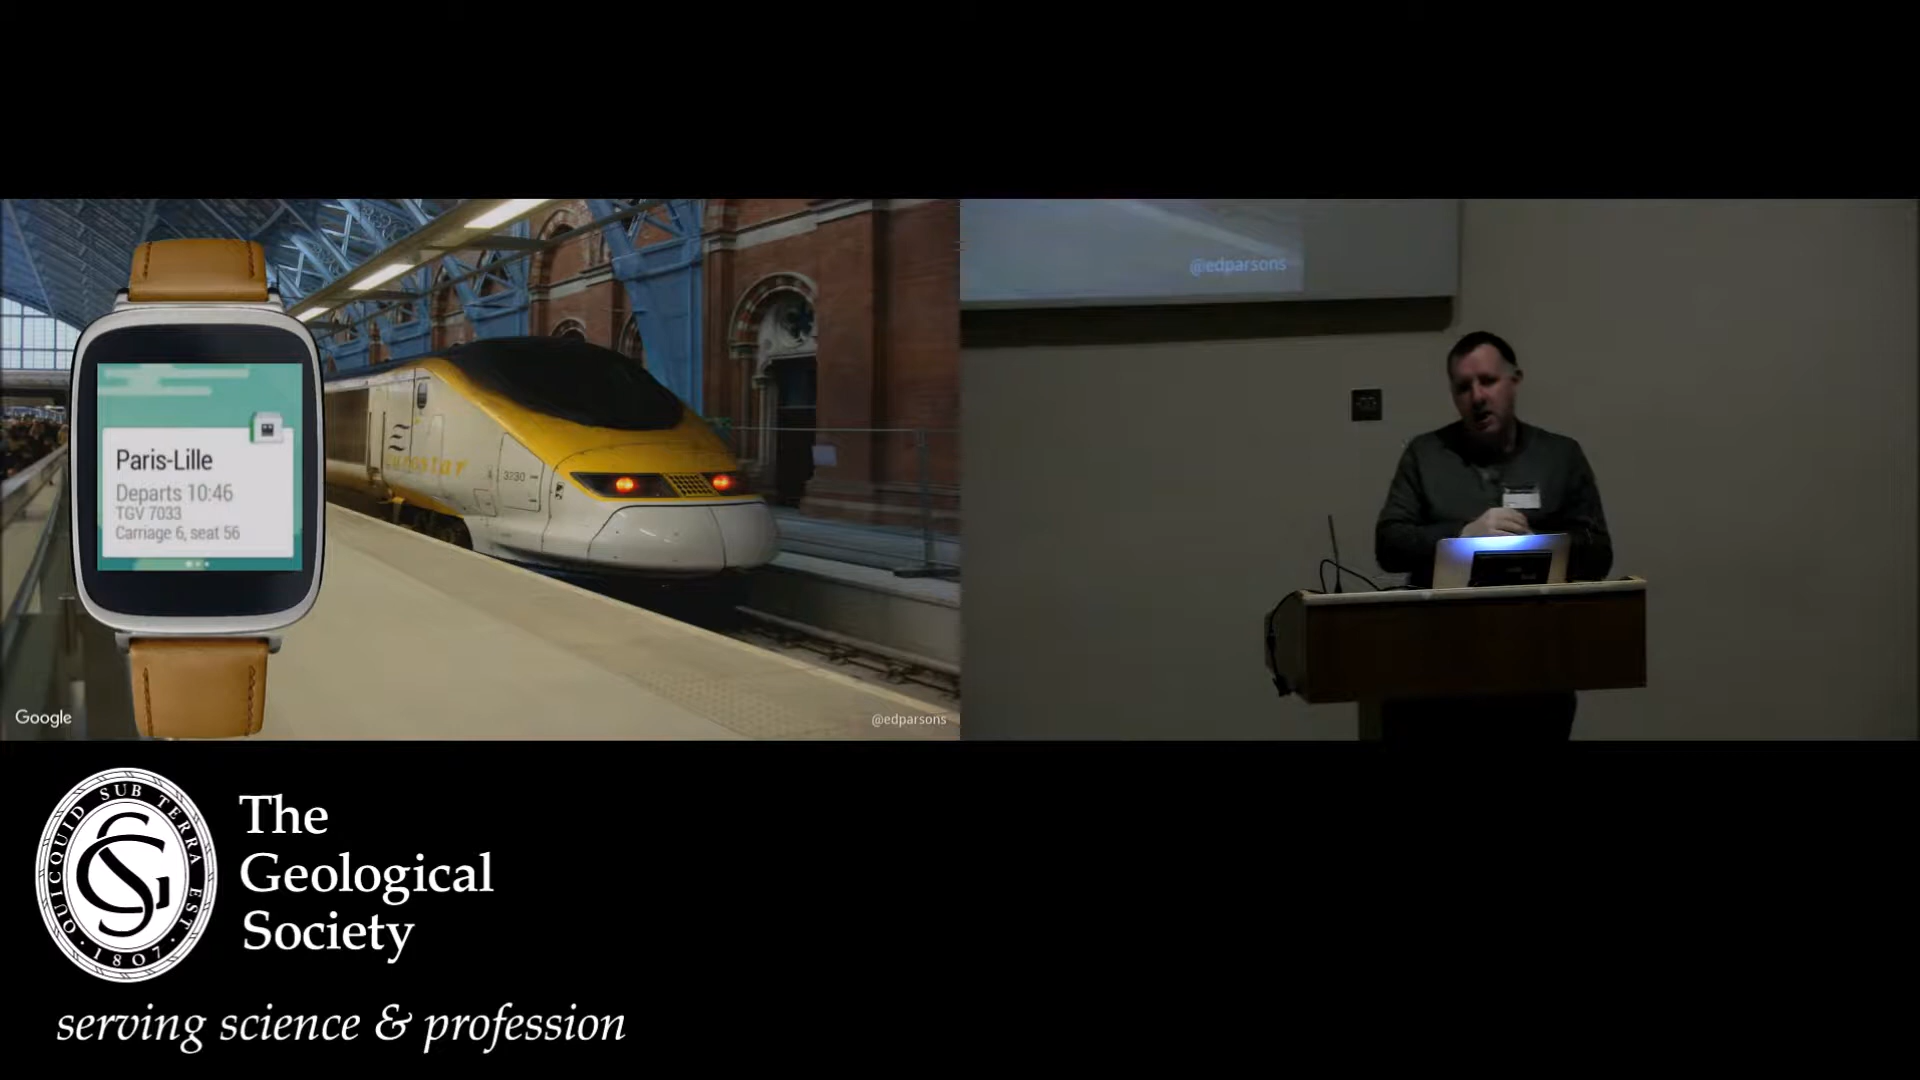 Paris-Lille
Departs 10:46
TGV 7033
Carriage 6, seat 56
eurostar
3230
Google
@edparsons
@edparsons
QUICQUID SUB TERRA EST
1807
The
Geological
Society
serving science & profession